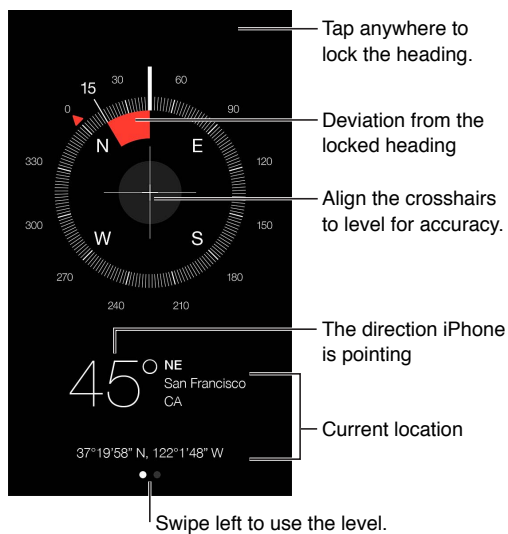 Tap anywhere to
lock the heading.
15
30
60
0
90
Deviation from the
locked heading
N
E
330
120
Align the crosshairs
to level for accuracy.
300
150
W
S
270
180
240
210
The direction iPhone
is pointing
45° NE
San Francisco
CA
Current location
37°19'58" N, 122°1'48" W
Swipe left to use the level.